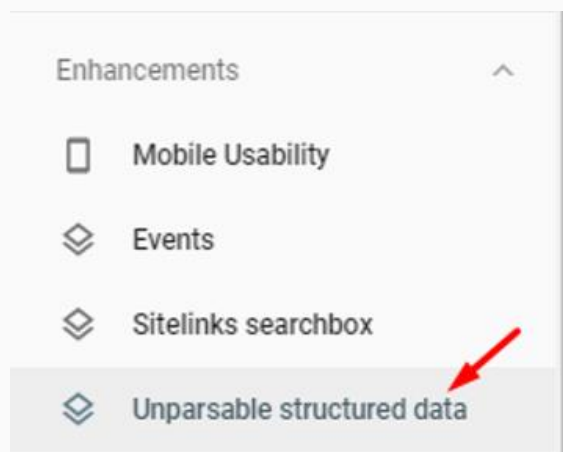 Enhancements
Mobile Usability
Events
Sitelinks searchbox
Unparsable structured data